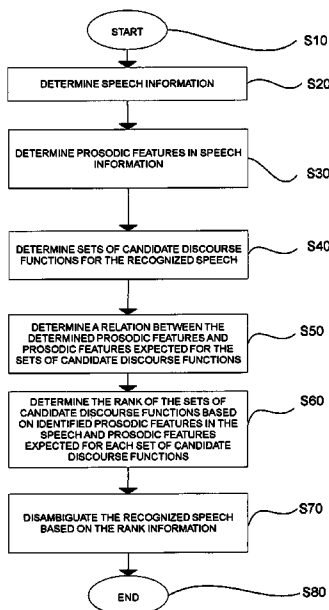 START
S10
DETERMINE SPEECH INFORMATION
S20
DETERMINE PROSODIC FEATURES IN SPEECH
INFORMATION
S30
DETERMINE SETS OF CANDIDATE DISCOURSE
FUNCTIONS FOR THE RECOGNIZED SPEECH
S40
DETERMINE A RELATION BETWEEN THE
DETERMINED PROSODIC FEATURES AND
PROSODIC FEATURES EXPECTED FOR THE
SETS OF CANDIDATE DISCOURSE FUNCTIONS
S50
DETERMINE THE RANK OF THE SETS OF
CANDIDATE DISCOURSE FUNCTIONS BASED
ON IDENTIFIED PROSODIC FEATURES IN THE
SPEECH AND PROSODIC FEATURES
EXPECTED FOR EACH SET OF CANDIDATE
DISCOURSE FUNCTIONS
S60
DISAMBIGUATE THE RECOGNIZED SPEECH
BASED ON THE RANK INFORMATION
S70
END
S80